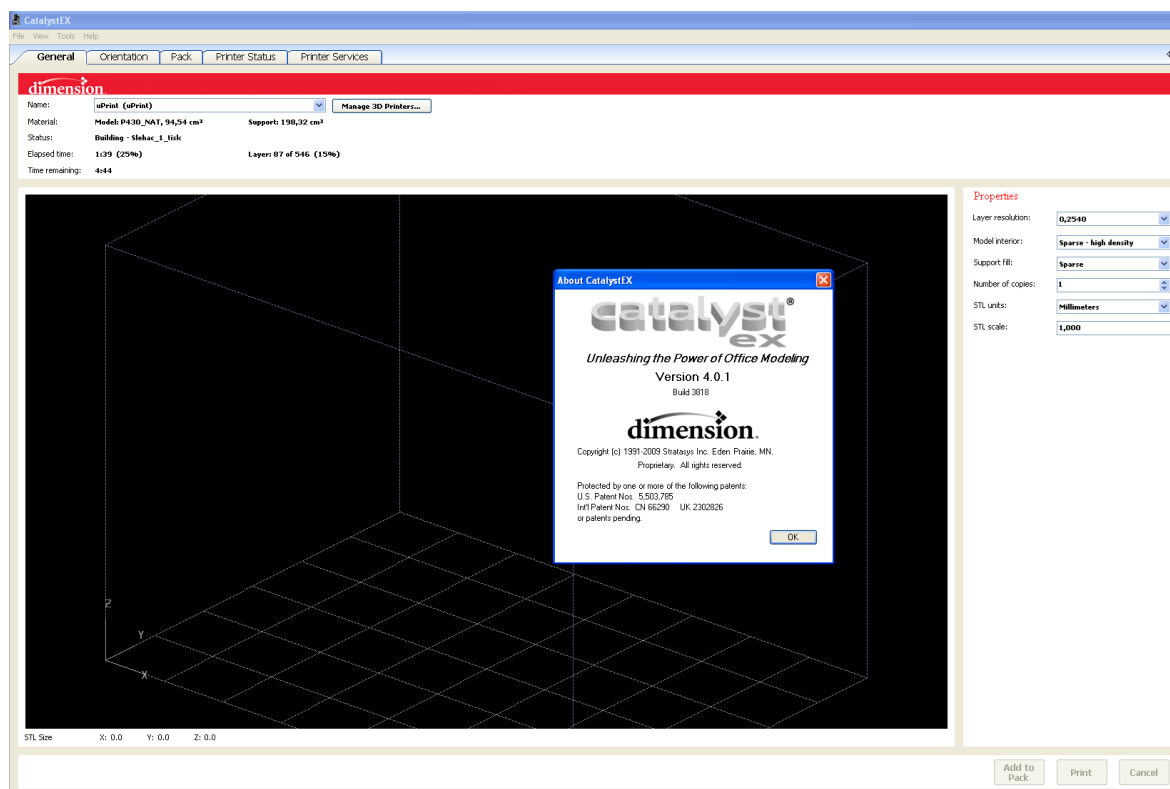 CatalystEX
File View Tools Help
General Orientation Pack Printer Status Printer Services
dimension
Name: uPrint (uPrint) Manage 3D Printers...
Material: Model: P430_NAT, 94,54 cm³ Support: 198,32 cm³
Status: Building - Slehac_1_tisk
Elapsed time: 1:39 (25%) Layer: 87 of 546 (15%)
Time remaining: 4:44
Properties
Layer resolution: 0,2540
Model interior: Sparse - high density
Support fill: Sparse
Number of copies: 1
STL units: Millimeters
STL scale: 1,000
About CatalystEX
catalyst®
ex
Unleashing the Power of Office Modeling
Version 4.0.1
Build 3818
dimension.
Copyright (c) 1991-2009 Stratasys Inc. Eden Prairie, MN.
Proprietary. All rights reserved.
Protected by one or more of the following patents:
U.S. Patent Nos. 5,503,785
Int'l Patent Nos. CN 66290 UK 2302826
or patents pending.
OK
Z
Y
X
STL Size X: 0.0 Y: 0.0 Z: 0.0
Add to
Pack
Print
Cancel